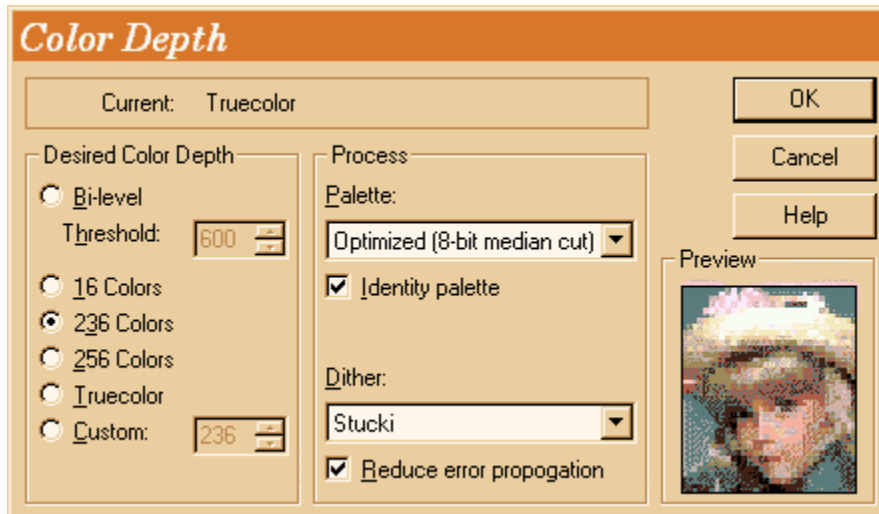 Color Depth
Current: Truecolor
OK
Desired Color Depth
Process
Cancel
Bi-level
Palette:
Threshold: 600
Optimized (8-bit median cut)
Help
16 Colors
Identity palette
Preview
236 Colors
256 Colors
Truecolor
Dither:
Custom: 236
Stucki
Reduce error propogation